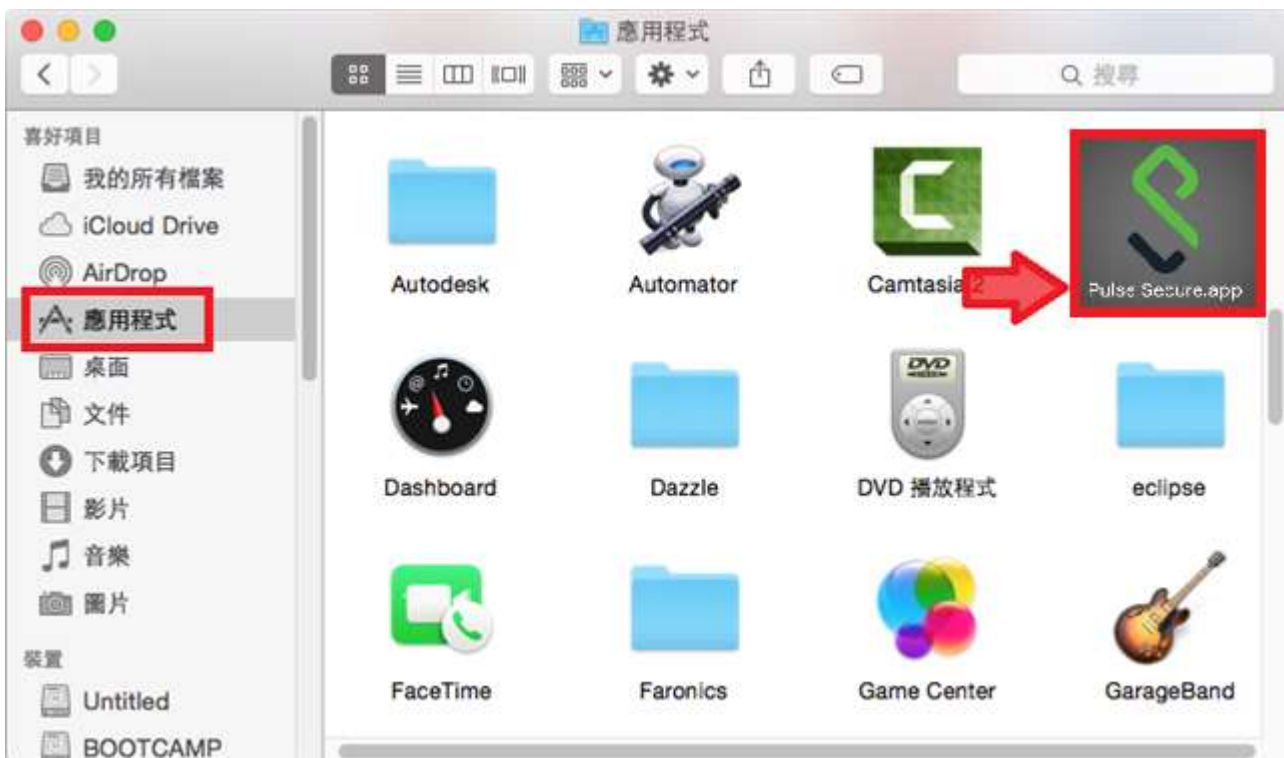 應用程式
搜尋
喜好項目
我的所有檔案
iCloud Drive
AirDrop
應用程式
桌面
文件
下載項目
影片
音樂
圖片
裝置
Untitled
BOOTCAMP
Autodesk
Automator
Camtasia 2
Pulse Secure.app
Dashboard
Dazzle
DVD
DVD 播放程式
eclipse
FaceTime
Faronics
Game Center
GarageBand